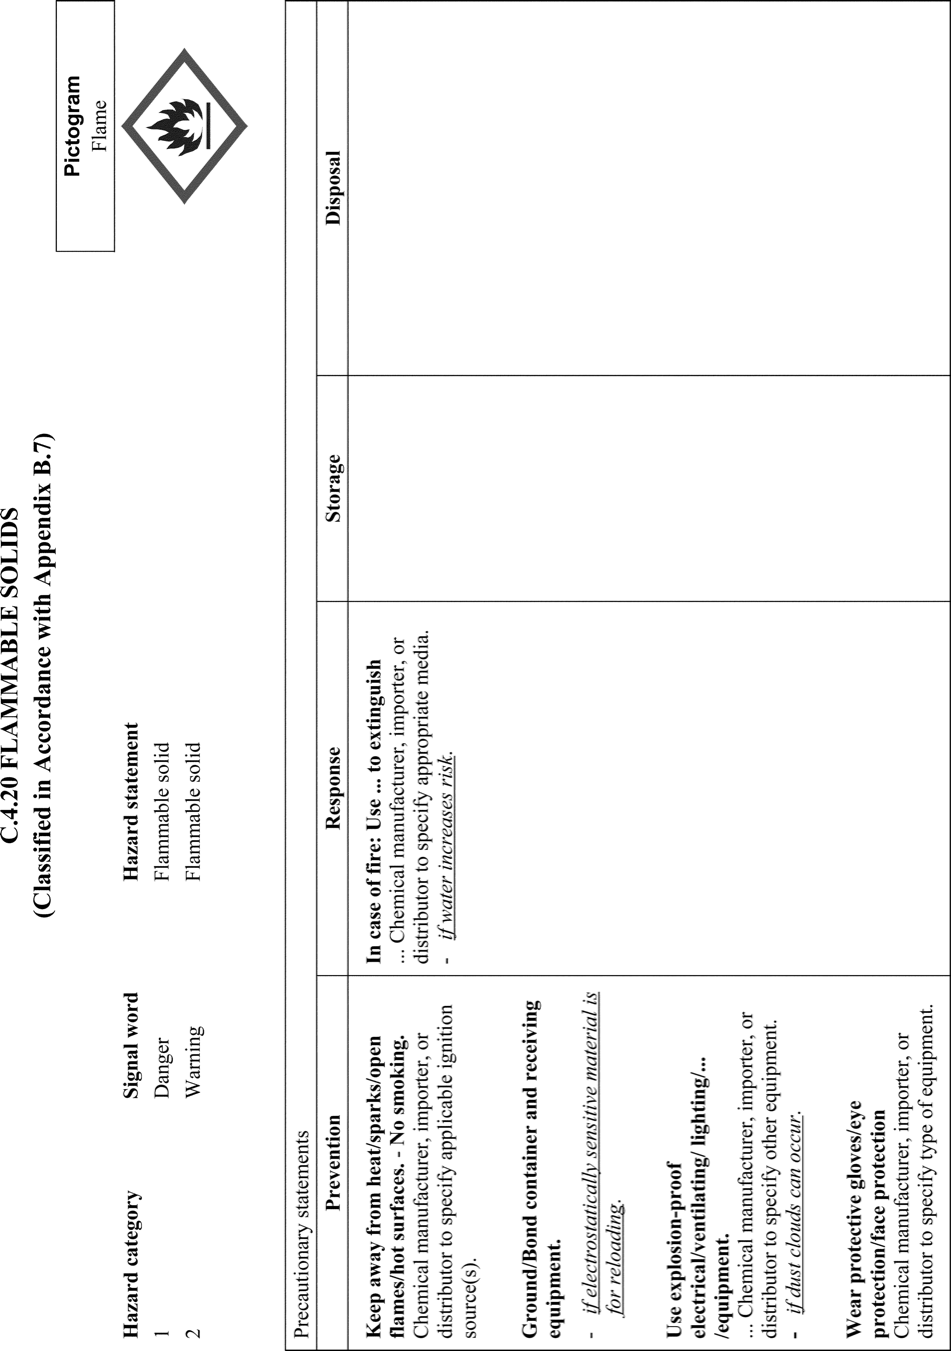 C.4.20 FLAMMABLE SOLIDS
(Classified in Accordance with Appendix B.7)
Pictogram
Flame
Hazard category Signal word Hazard statement
1 Danger Flammable solid
2 Warning Flammable solid
Precautionary statements
Prevention Response Storage Disposal
Keep away from heat/sparks/open
flames/hot surfaces. - No smoking.
Chemical manufacturer, importer, or
distributor to specify applicable ignition
source(s).
Ground/Bond container and receiving
equipment.
- if electrostatically sensitive material is
for reloading.
Use explosion-proof
electrical/ventilating/ lighting/...
/equipment.
... Chemical manufacturer, importer, or
distributor to specify other equipment.
- if dust clouds can occur.
Wear protective gloves/eye
protection/face protection
Chemical manufacturer, importer, or
distributor to specify type of equipment.
In case of fire: Use ... to extinguish
... Chemical manufacturer, importer, or
distributor to specify appropriate media.
- if water increases risk.